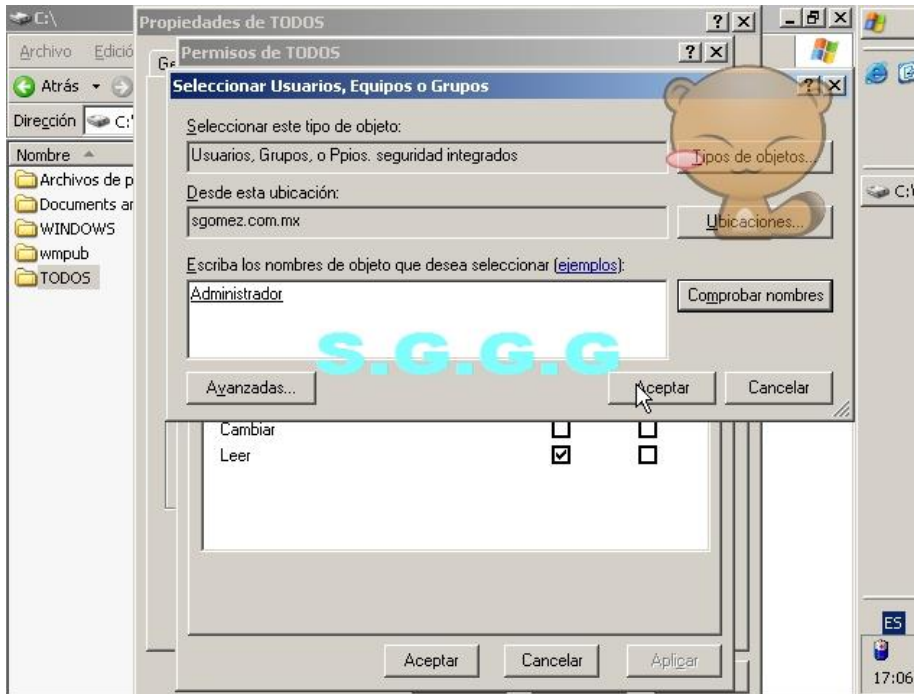 C:\
Propiedades de TODOS
Archivo Edició
Permisos de TODOS
Atrás
Seleccionar Usuarios, Equipos o Grupos
Dirección C:\
Seleccionar este tipo de objeto:
Usuarios, Grupos, o Ppios. seguridad integrados
Tipos de objetos...
Nombre
Archivos de p
Documents ar
WINDOWS
wmpub
TODOS
Desde esta ubicación:
sgomez.com.mx
Ubicaciones...
Escriba los nombres de objeto que desea seleccionar (ejemplos):
Administrador
Comprobar nombres
S.G.G.G
Avanzadas...
Aceptar
Cancelar
Cambiar
Leer
Aceptar
Cancelar
Aplicar
C:\
ES
17:06